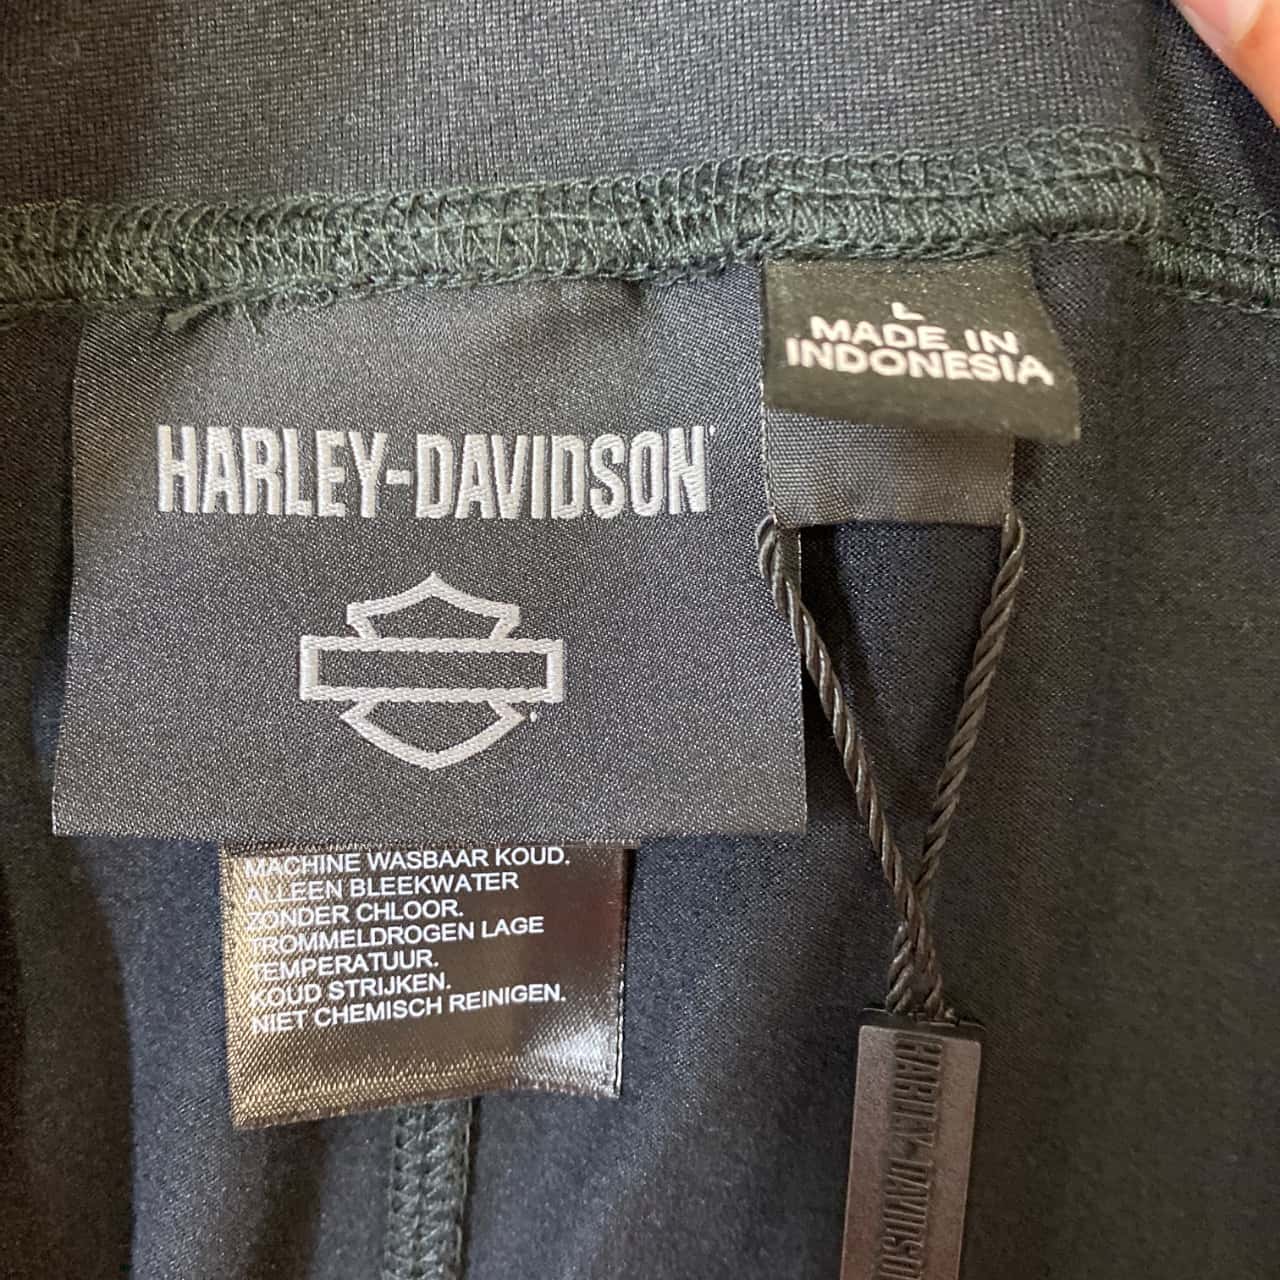 L
MADE IN
INDONESIA
HARLEY-DAVIDSON
MACHINE WASBAAR KOUD.
ALLEEN BLEEKWATER
ZONDER CHLOOR.
TROMMELDROGEN LAGE
TEMPERATUUR.
KOUD STRIJKEN.
NIET CHEMISCH REINIGEN.
HARLEY-DAVIDSON